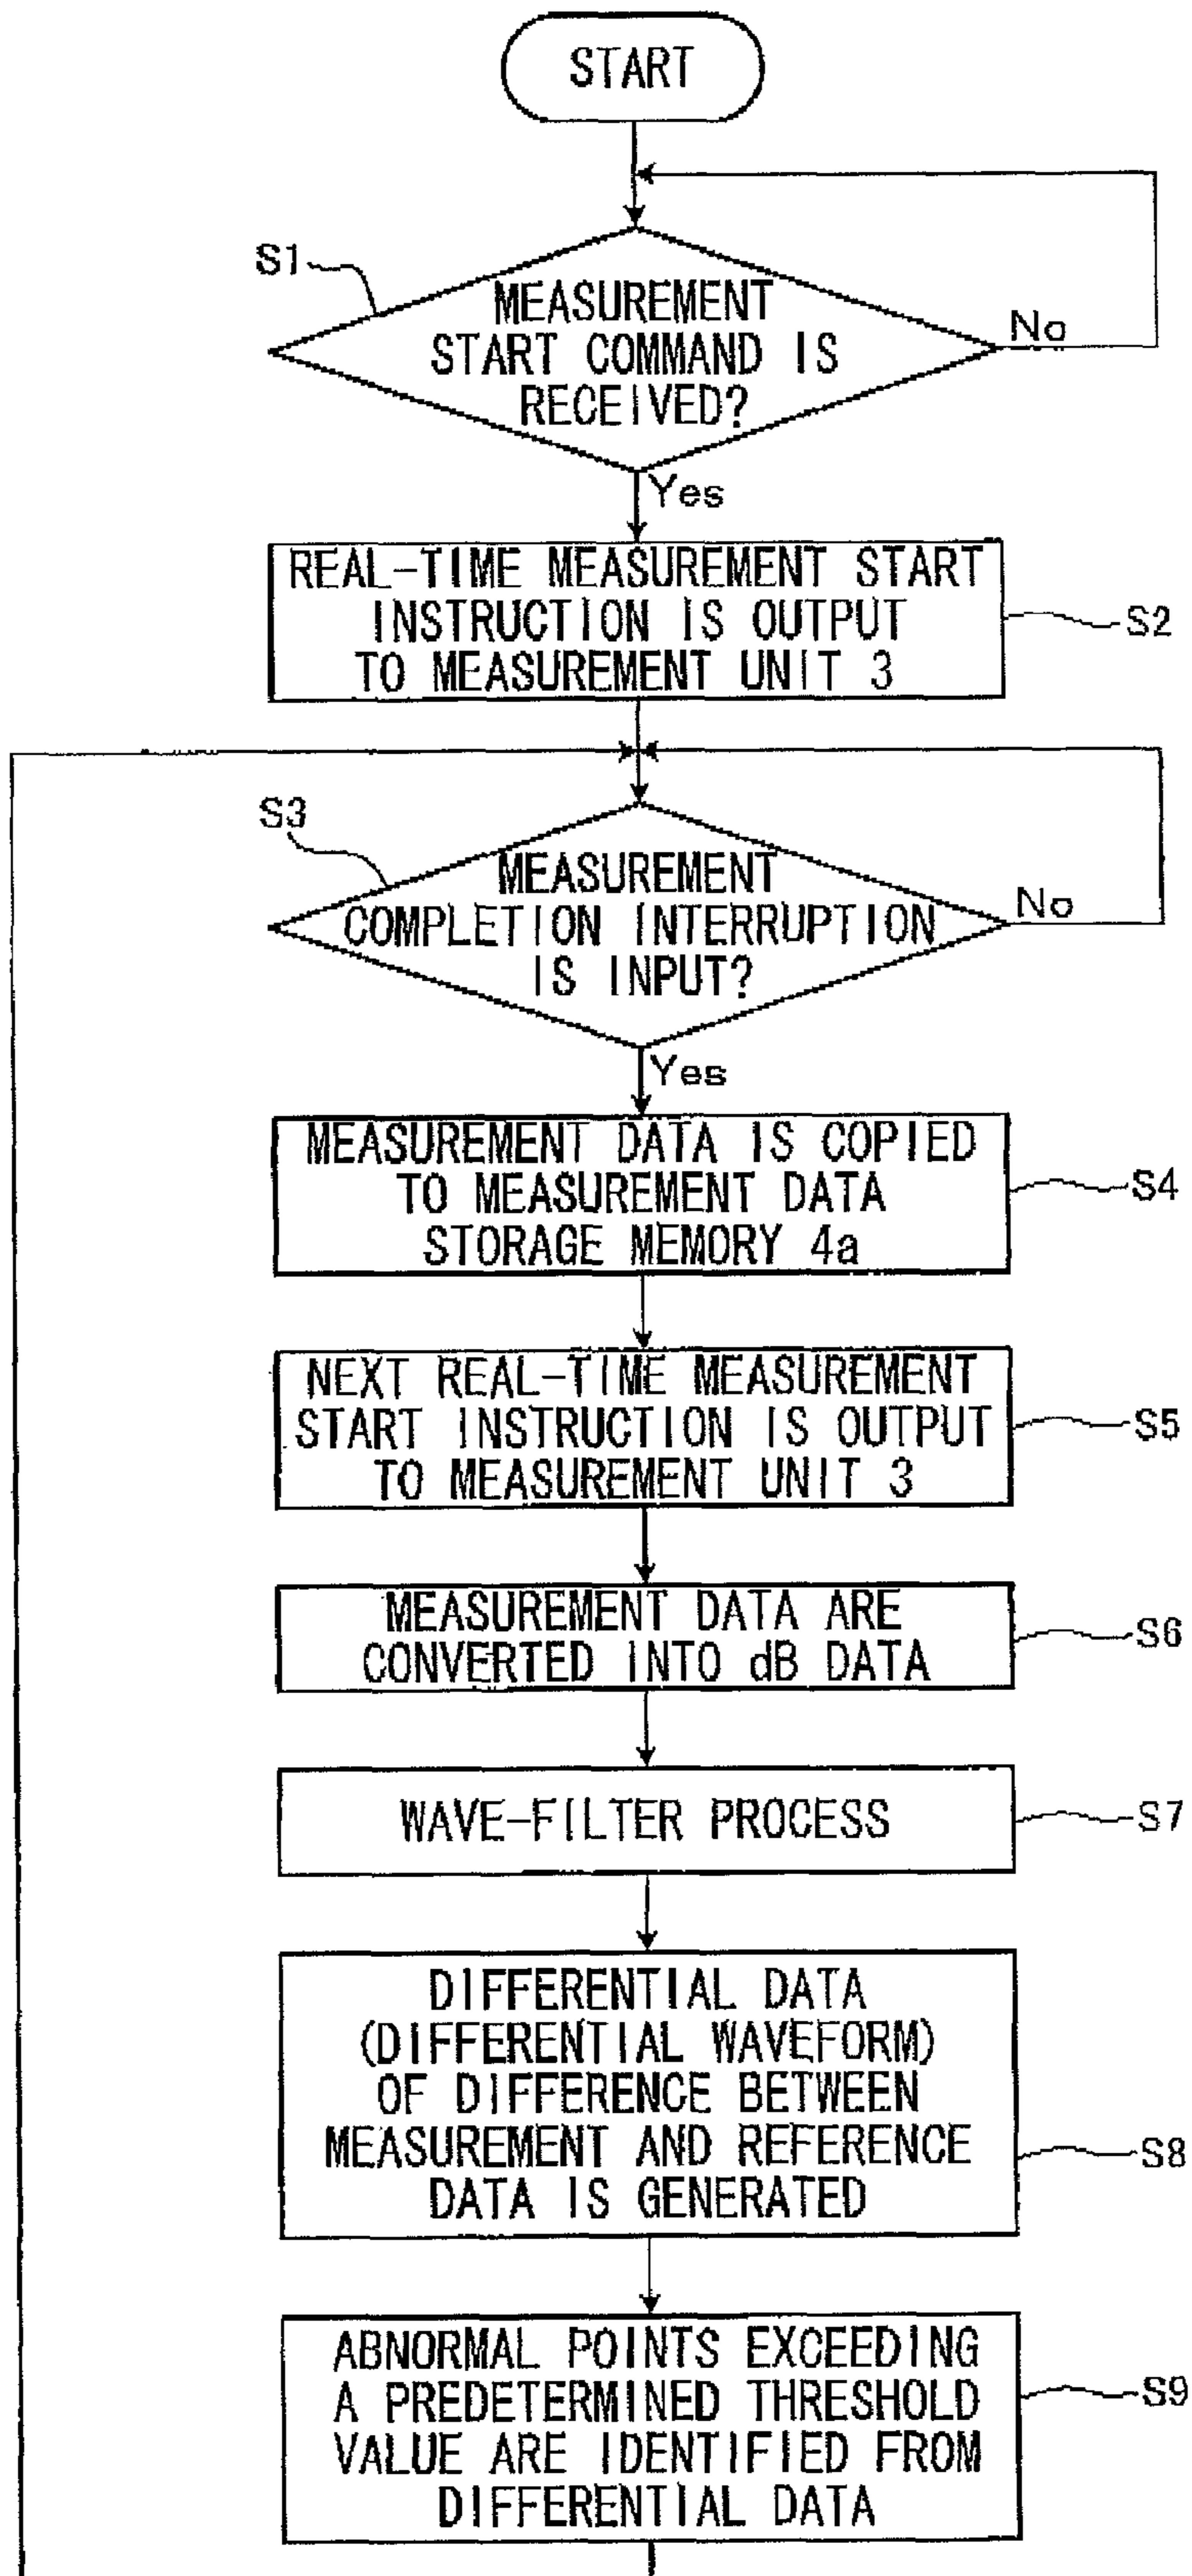 START
S1
MEASUREMENT
START COMMAND IS
RECEIVED?
No
Yes
REAL-TIME MEASUREMENT START
INSTRUCTION IS OUTPUT
TO MEASUREMENT UNIT 3
S2
S3
MEASUREMENT
COMPLETION INTERRUPTION
IS INPUT?
No
Yes
MEASUREMENT DATA IS COPIED
TO MEASUREMENT DATA
STORAGE MEMORY 4a
S4
NEXT REAL-TIME MEASUREMENT
START INSTRUCTION IS OUTPUT
TO MEASUREMENT UNIT 3
S5
MEASUREMENT DATA ARE
CONVERTED INTO dB DATA
S6
WAVE-FILTER PROCESS
S7
DIFFERENTIAL DATA
(DIFFERENTIAL WAVEFORM)
OF DIFFERENCE BETWEEN
MEASUREMENT AND REFERENCE
DATA IS GENERATED
S8
ABNORMAL POINTS EXCEEDING
A PREDETERMINED THRESHOLD
VALUE ARE IDENTIFIED FROM
DIFFERENTIAL DATA
S9